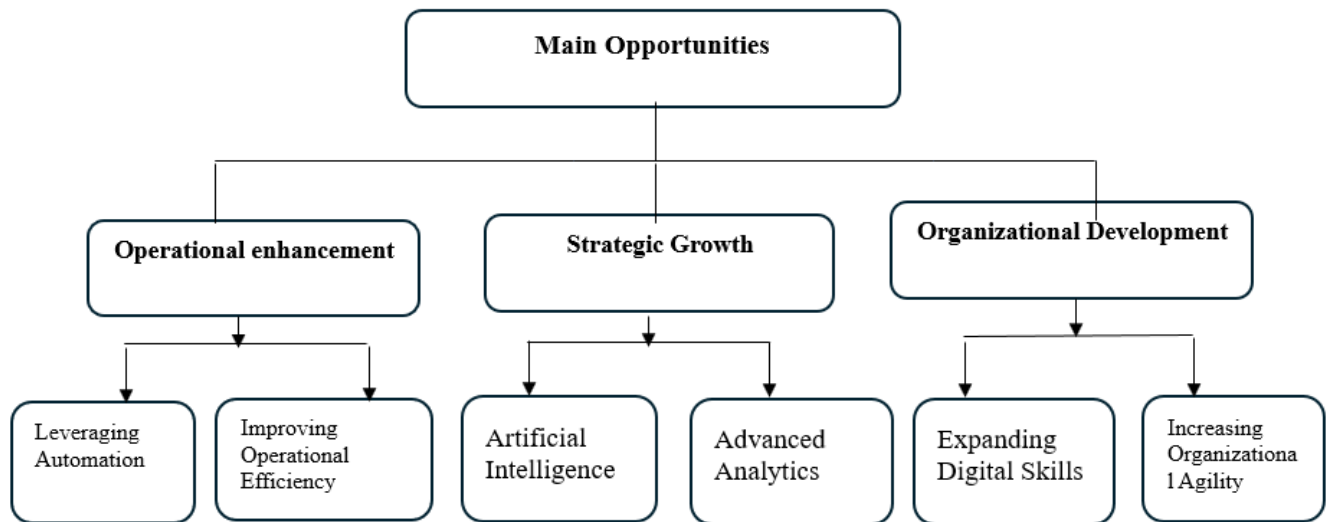 Main Opportunities
Operational enhancement
Strategic Growth
Organizational Development
Leveraging
Automation
Improving
Operational
Efficiency
Artificial
Intelligence
Advanced
Analytics
Expanding
Digital Skills
Increasing
Organizationa
l Agility